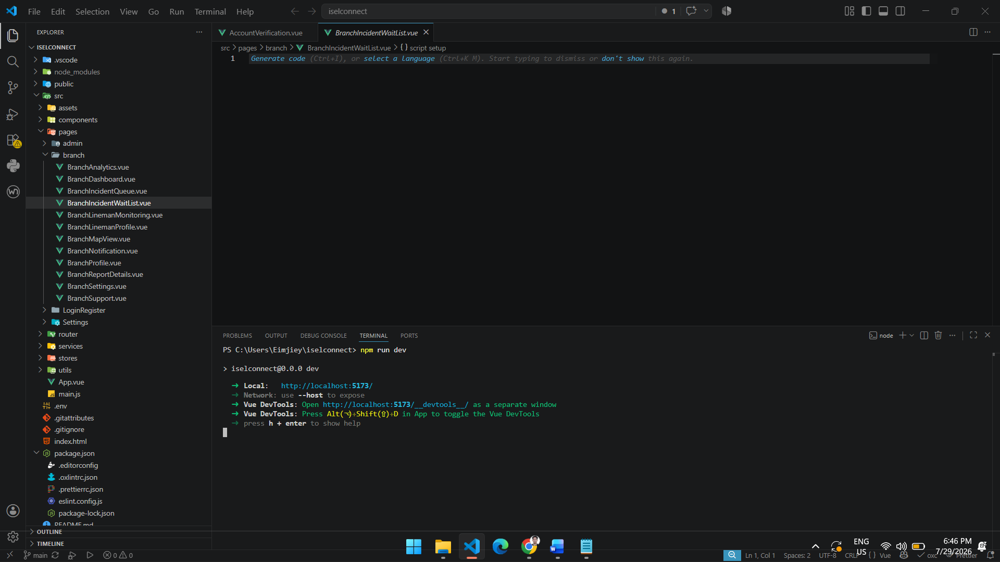 File Edit Selection View Go Run Terminal Help
iselconnect
1
EXPLORER
ISELCONNECT
.vscode
node_modules
public
src
assets
components
pages
admin
branch
BranchAnalytics.vue
BranchDashboard.vue
BranchIncidentQueue.vue
BranchIncidentWaitList.vue
BranchLinemanMonitoring.vue
BranchLinemanProfile.vue
BranchMapView.vue
BranchNotification.vue
BranchProfile.vue
BranchReportDetails.vue
BranchSettings.vue
BranchSupport.vue
LoginRegister
Settings
router
services
stores
utils
App.vue
main.js
.env
.gitattributes
.gitignore
index.html
package.json
.editorconfig
.oxlintrc.json
.prettierrc.json
eslint.config.js
package-lock.json
README.md
OUTLINE
TIMELINE
AccountVerification.vue
BranchIncidentWaitList.vue
src > pages > branch > BranchIncidentWaitList.vue > {} script setup
1 Generate code (Ctrl+I), or select a language (Ctrl+K M). Start typing to dismiss or don't show this again.
PROBLEMS OUTPUT DEBUG CONSOLE TERMINAL PORTS
node
PS C:\Users\Eimjiey\iselconnect> npm run dev
> iselconnect@0.0.0 dev
➜ Local: http://localhost:5173/
➜ Network: use --host to expose
➜ Vue DevTools: Open http://localhost:5173/__devtools__/ as a separate window
➜ Vue DevTools: Press Alt(⌥)+Shift(⇧)+D in App to toggle the Vue DevTools
➜ press h + enter to show help
main
0 0
Ln 1, Col 1 Spaces: 2 UTF-8 CRLF {} Vue oxc Prettier
ENG
US
6:46 PM
7/29/2026